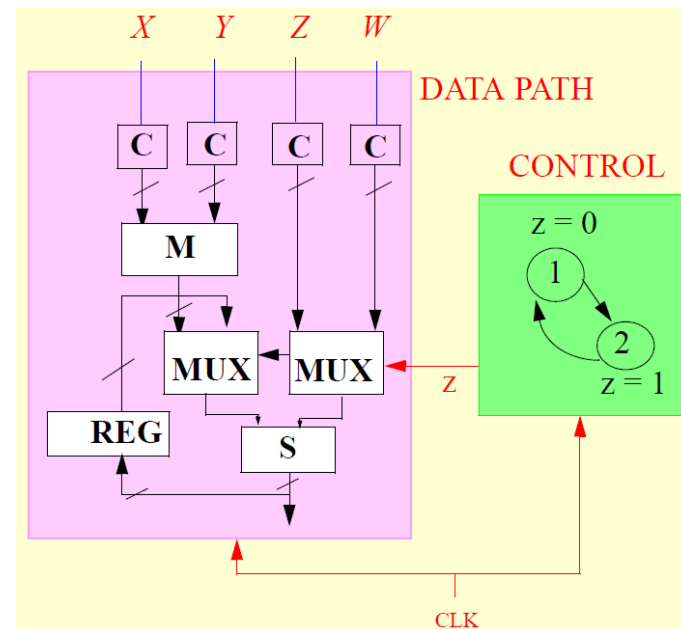 X Y Z W
DATA PATH
C C C C
CONTROL
z = 0
M
1
2
MUX MUX
z
z = 1
REG
S
CLK